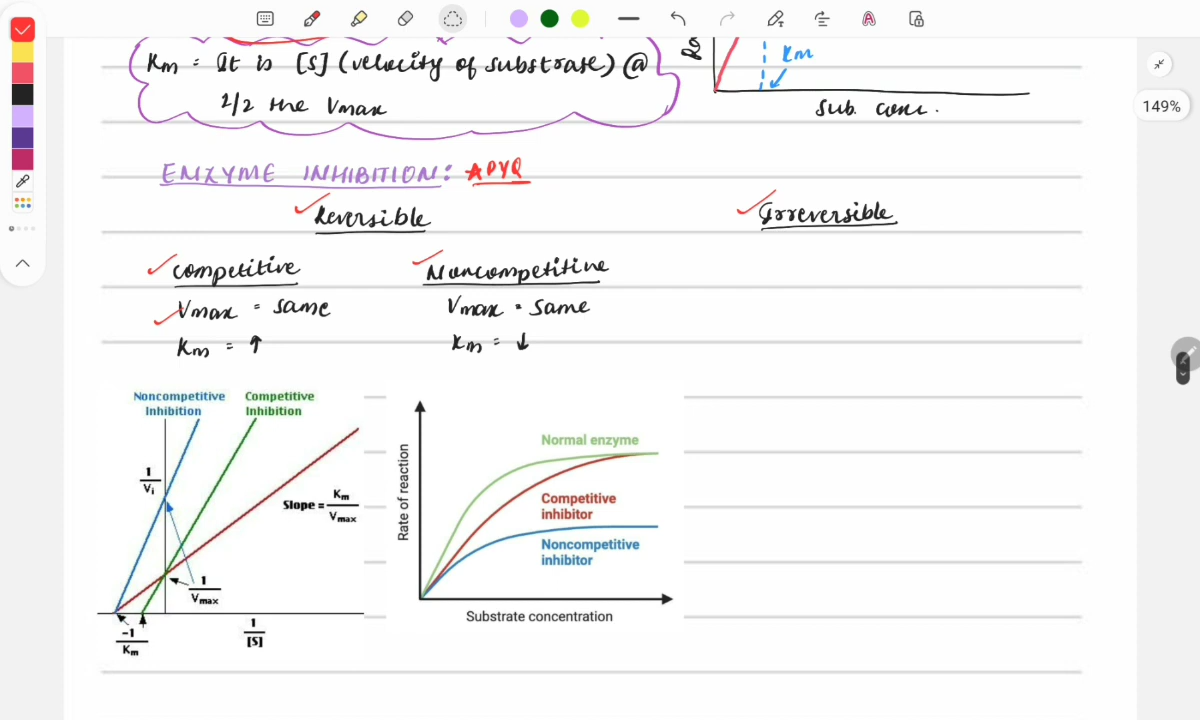 Km = It is [S] (velocity of substrate) @
1/2 the Vmax
Km
Sub. conc.
149%
ENZYME INHIBITION: *PYQ
Reversible
Irreversible
Competitive
Noncompetitive
Vmax = same
Vmax = same
Km = ↑
Km = ↓
Noncompetitive Competitive
Inhibition Inhibition
1/Vi
Slope = Km/Vmax
1/Vmax
-1/Km
1/[S]
Rate of reaction
Normal enzyme
Competitive
inhibitor
Noncompetitive
inhibitor
Substrate concentration